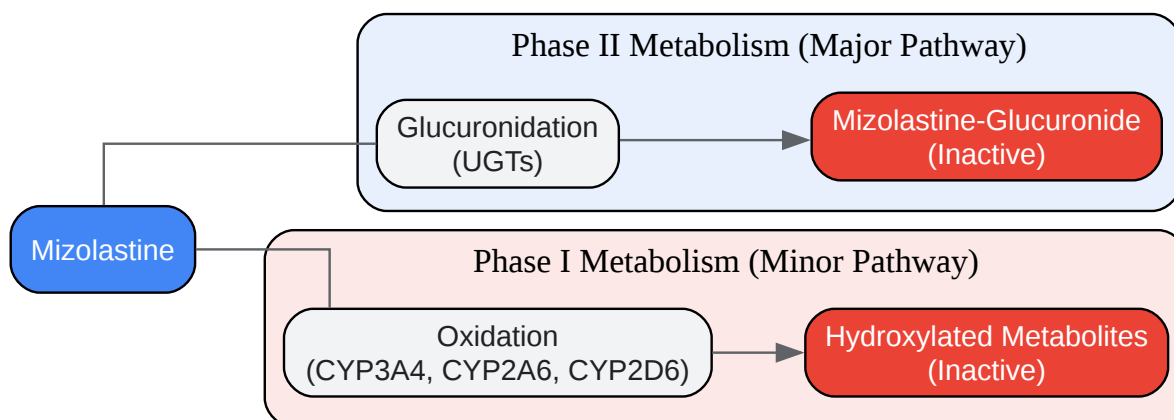 Phase II Metabolism (Major Pathway)
Glucuronidation
(UGTs)
Mizolastine-Glucuronide
(Inactive)
Mizolastine
Phase I Metabolism (Minor Pathway)
Oxidation
(CYP3A4, CYP2A6, CYP2D6)
Hydroxylated Metabolites
(Inactive)